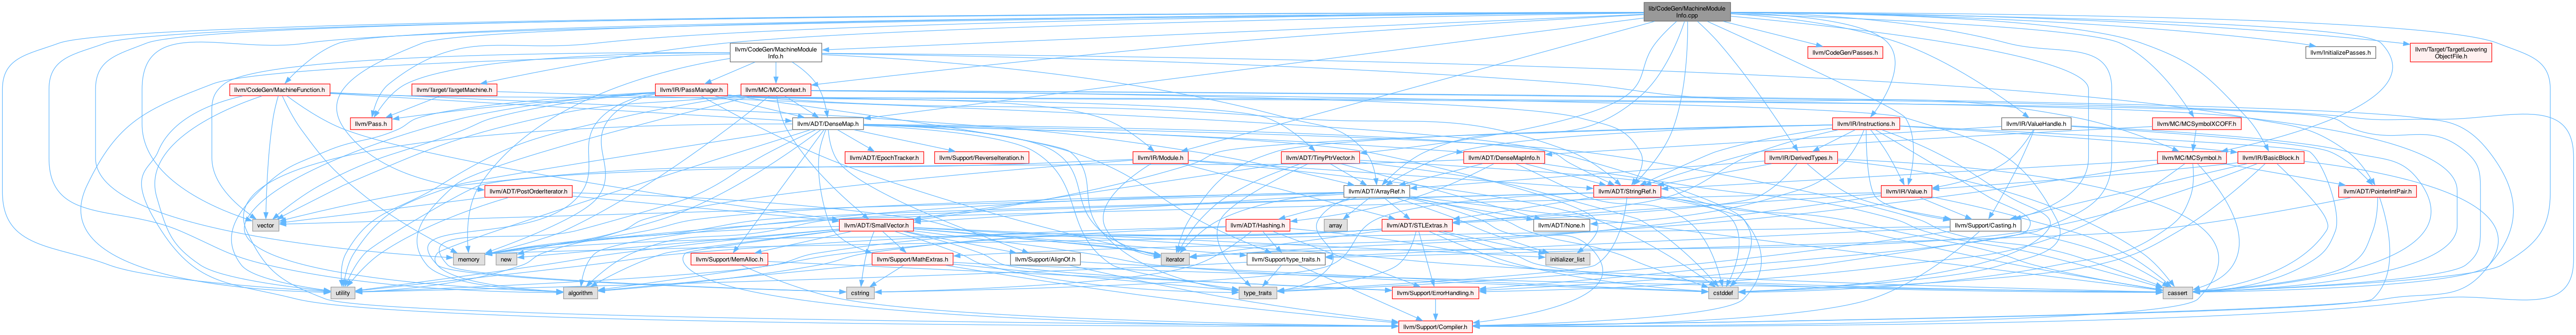 lib/CodeGen/MachineModule
Info.cpp
llvm/CodeGen/MachineModule
Info.h
llvm/CodeGen/Passes.h
llvm/InitializePasses.h
llvm/Target/TargetLowering
ObjectFile.h
llvm/CodeGen/MachineFunction.h
llvm/Target/TargetMachine.h
llvm/IR/PassManager.h
llvm/MC/MCContext.h
llvm/Pass.h
llvm/ADT/DenseMap.h
llvm/IR/Instructions.h
llvm/IR/ValueHandle.h
llvm/MC/MCSymbolXCOFF.h
llvm/ADT/EpochTracker.h
llvm/Support/ReverseIteration.h
llvm/IR/Module.h
llvm/ADT/TinyPtrVector.h
llvm/ADT/DenseMapInfo.h
llvm/IR/DerivedTypes.h
llvm/MC/MCSymbol.h
llvm/IR/BasicBlock.h
llvm/ADT/PostOrderIterator.h
llvm/ADT/ArrayRef.h
llvm/ADT/StringRef.h
llvm/IR/Value.h
llvm/ADT/PointerIntPair.h
vector
llvm/ADT/SmallVector.h
llvm/ADT/Hashing.h
array
llvm/ADT/STLExtras.h
llvm/ADT/None.h
llvm/Support/Casting.h
memory
new
llvm/Support/MemAlloc.h
llvm/Support/MathExtras.h
llvm/Support/AlignOf.h
iterator
llvm/Support/type_traits.h
initializer_list
utility
algorithm
cstring
type_traits
llvm/Support/ErrorHandling.h
cstddef
cassert
llvm/Support/Compiler.h